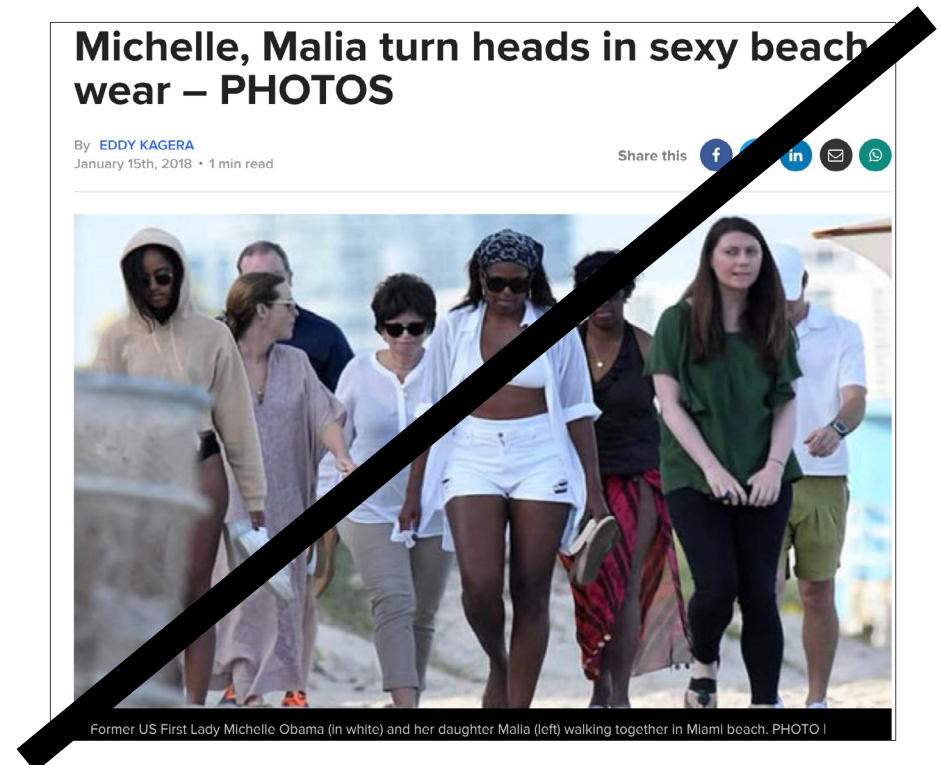 Michelle, Malia turn heads in sexy beach
wear – PHOTOS
By EDDY KAGERA
January 15th, 2018 • 1 min read
Share this
f
in
Former US First Lady Michelle Obama (in white) and her daughter Malia (left) walking together in Miami beach. PHOTO |